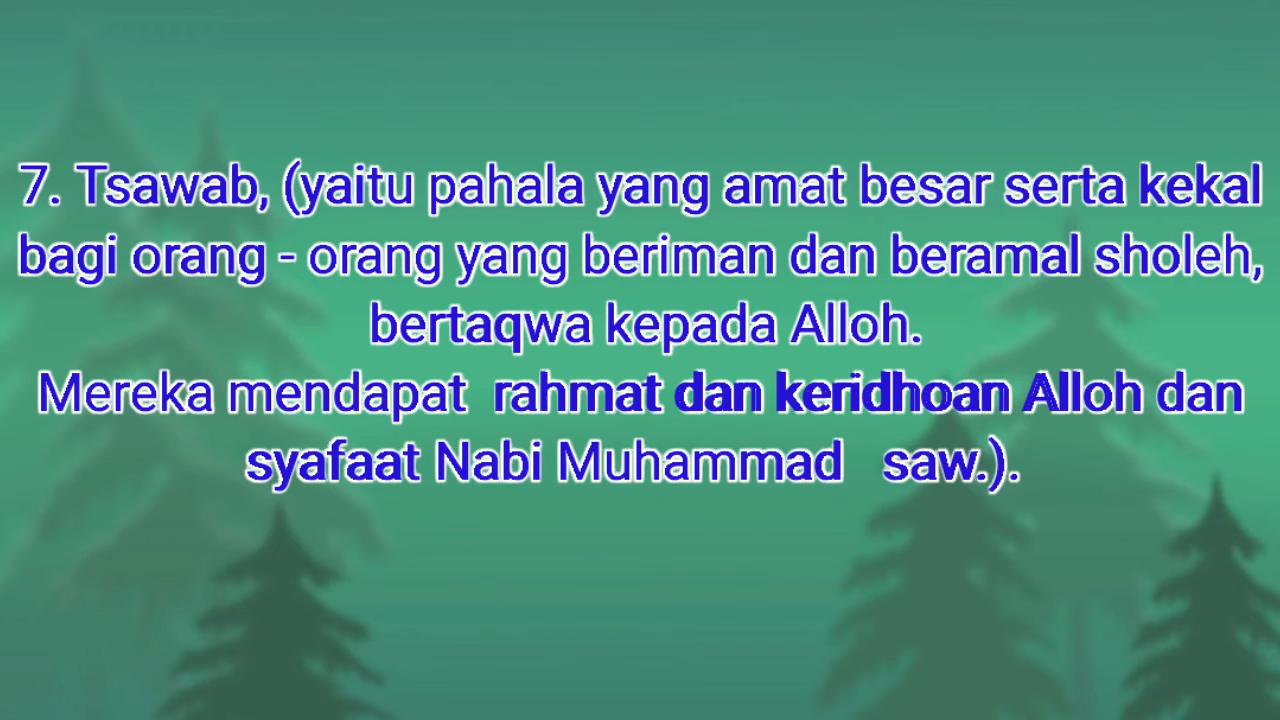 7. Tsawab, (yaitu pahala yang amat besar serta kekal
bagi orang - orang yang beriman dan beramal sholeh,
bertaqwa kepada Alloh.
Mereka mendapat  rahmat dan keridhoan Alloh dan
syafaat Nabi Muhammad   saw.).